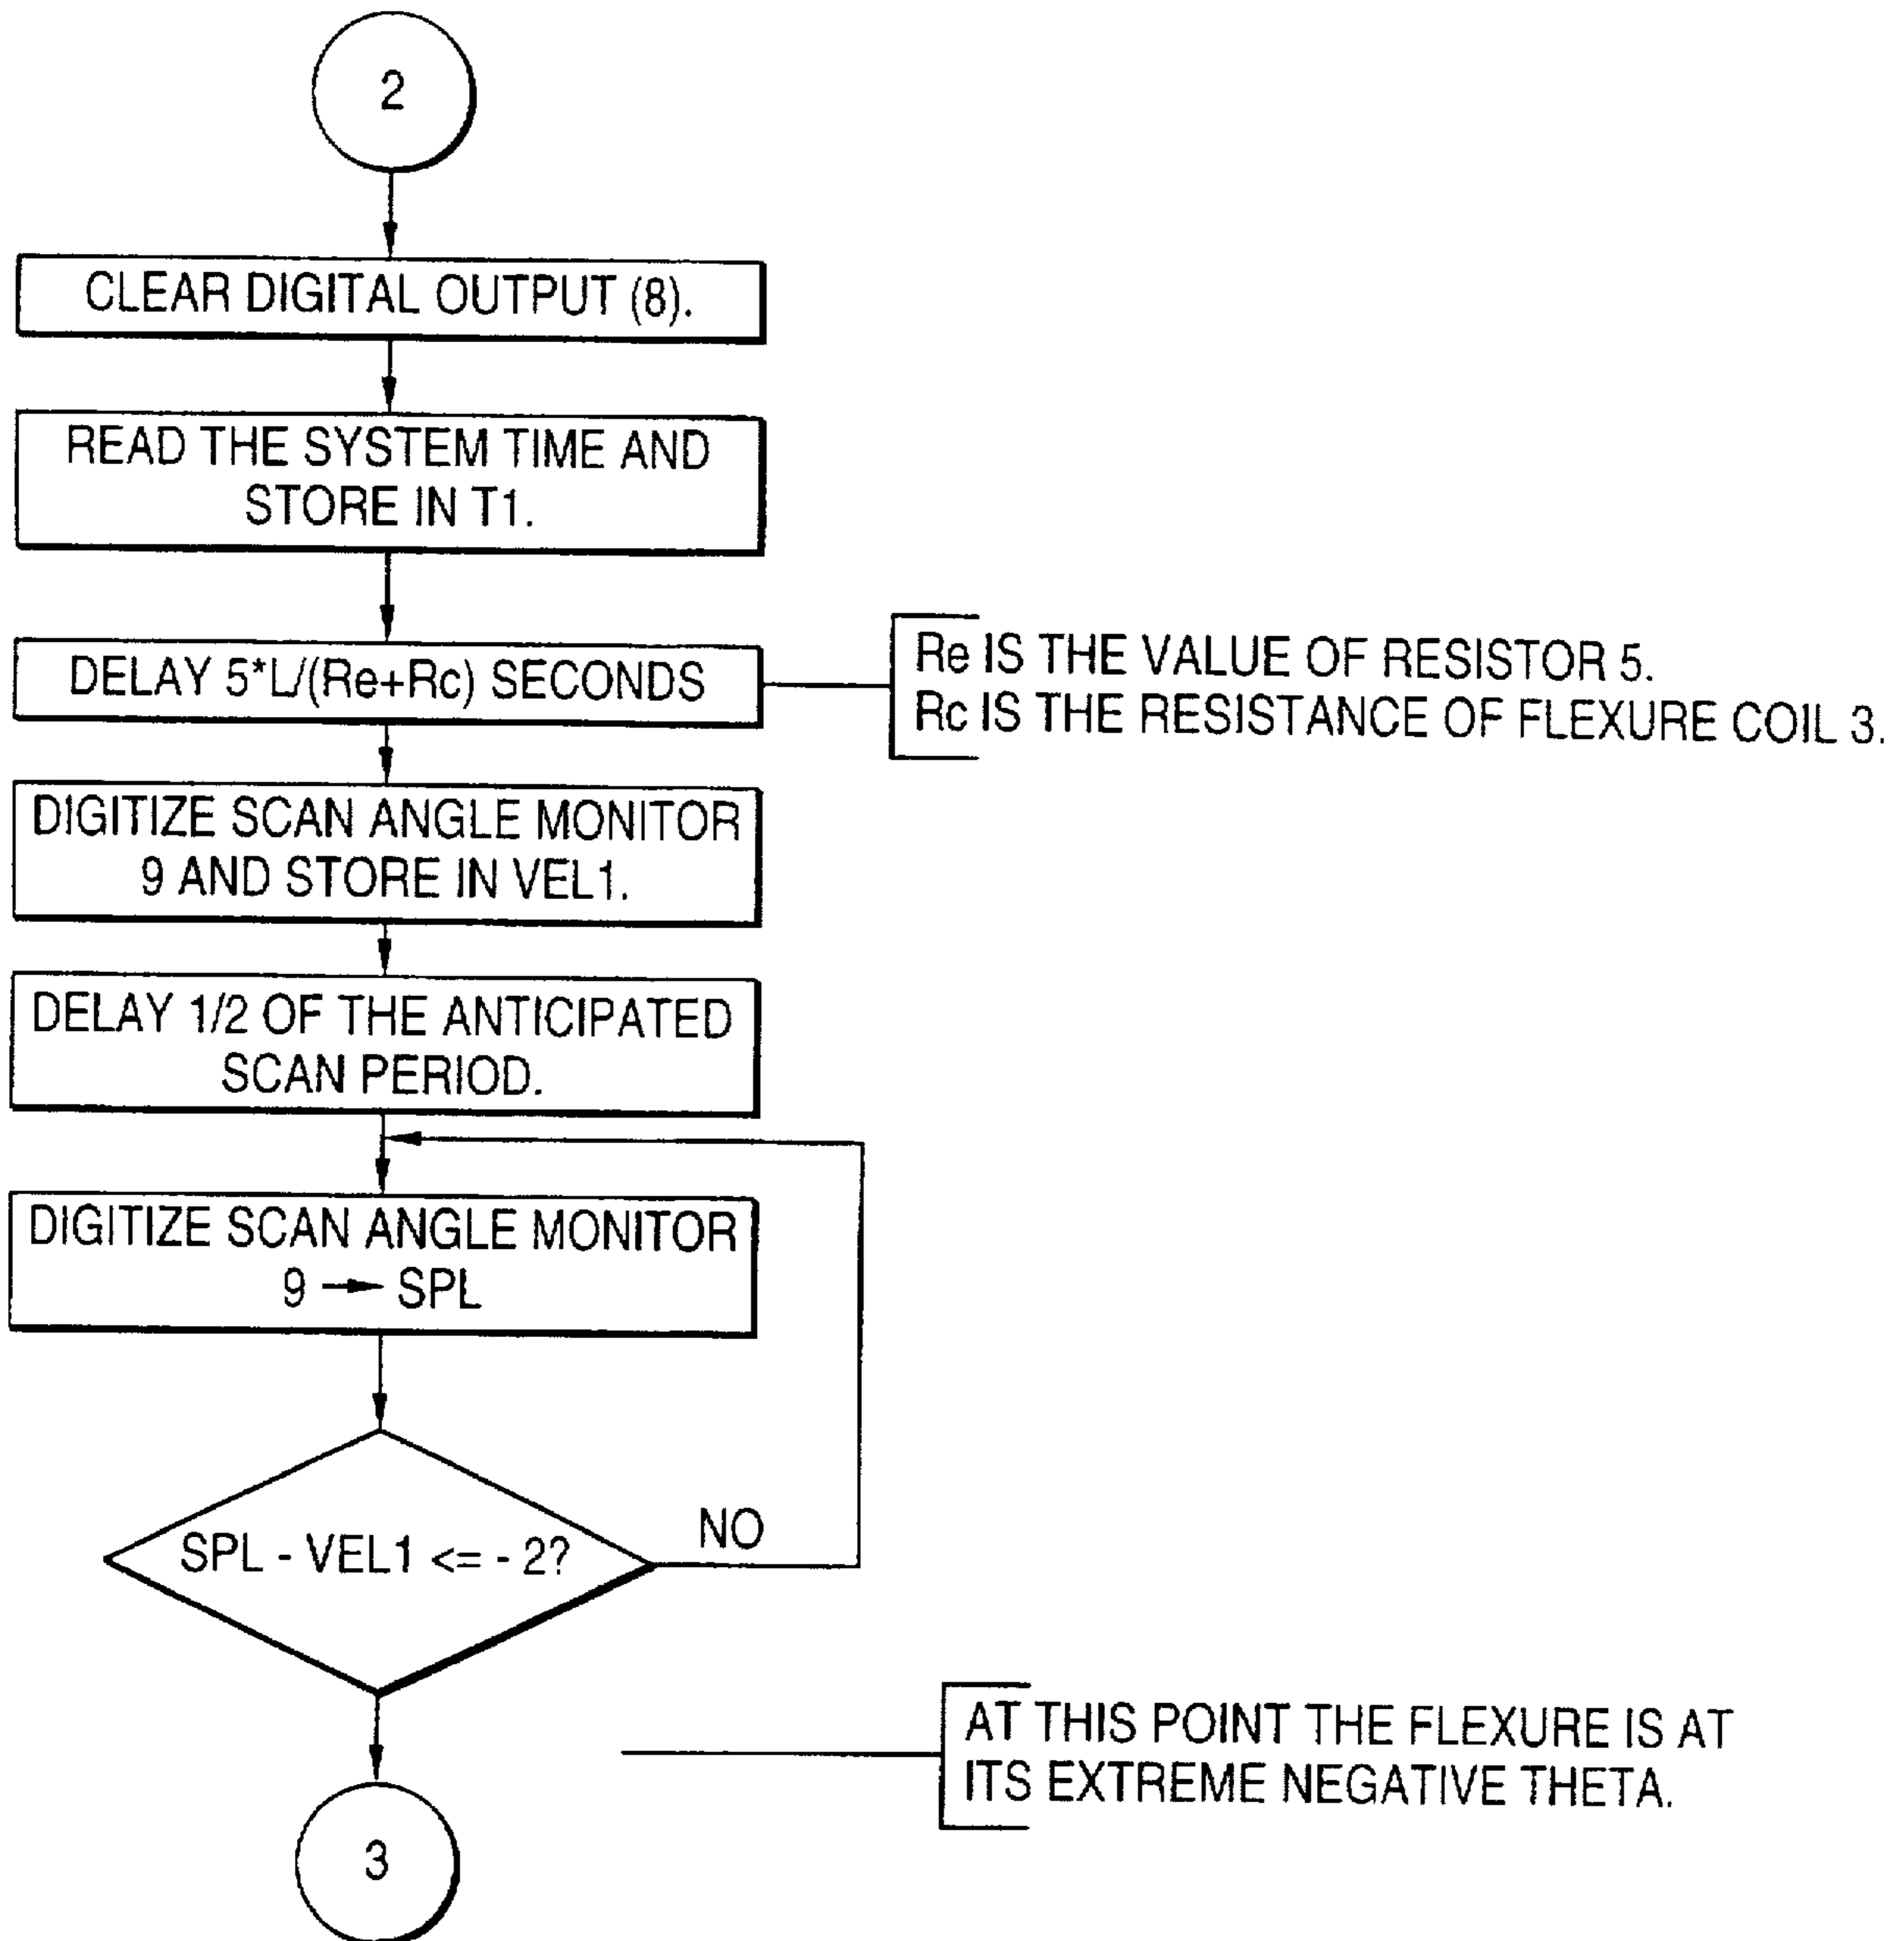 2
CLEAR DIGITAL OUTPUT (8).
READ THE SYSTEM TIME AND
STORE IN T1.
DELAY 5*L/(Re+Rc) SECONDS
Re IS THE VALUE OF RESISTOR 5.
Rc IS THE RESISTANCE OF FLEXURE COIL 3.
DIGITIZE SCAN ANGLE MONITOR
9 AND STORE IN VEL1.
DELAY 1/2 OF THE ANTICIPATED
SCAN PERIOD.
DIGITIZE SCAN ANGLE MONITOR
9 → SPL
SPL - VEL1 <= - 2?
NO
AT THIS POINT THE FLEXURE IS AT
ITS EXTREME NEGATIVE THETA.
3